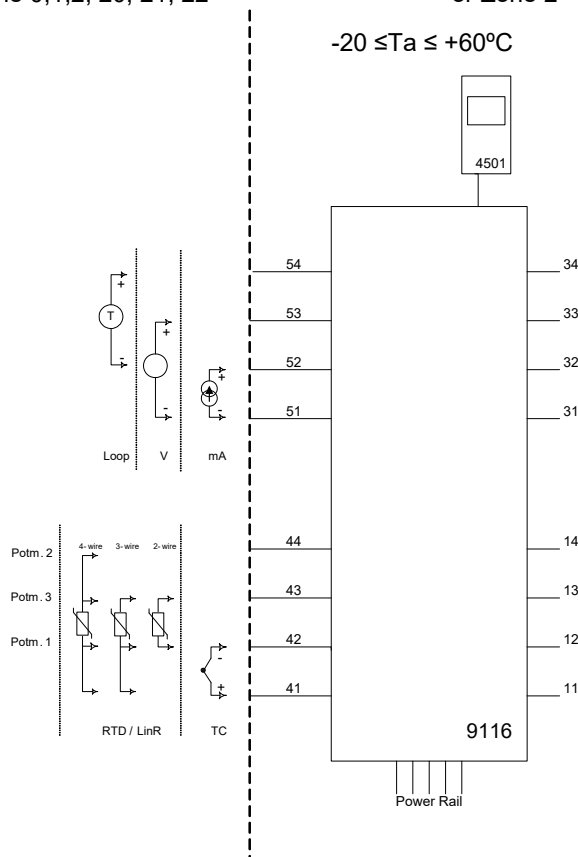 -20 ≤Ta ≤ +60ºC
4501
54
34
+
T
53
33
+
52
32
+
-
51
31
-
-
Loop
V
mA
44
14
Potm. 2
4-wire
3-wire
2-wire
43
13
Potm. 3
42
12
Potm. 1
-
+
41
11
RTD / LinR
TC
9116
Power Rail